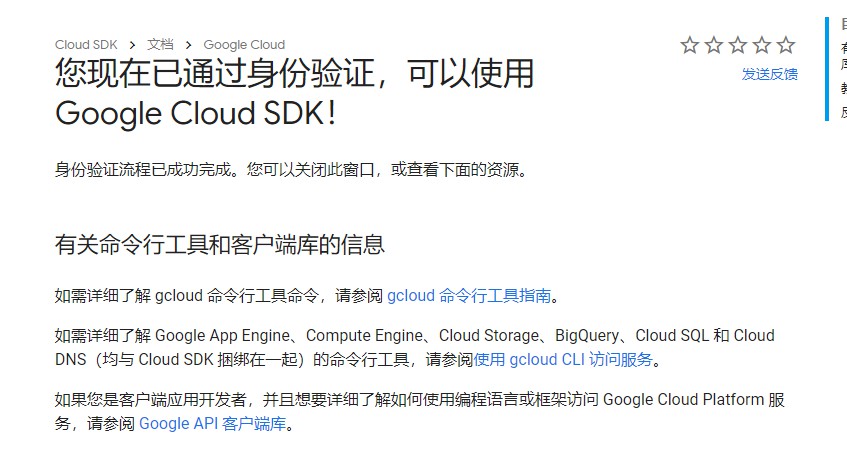 Cloud SDK > 文档 > Google Cloud
您现在已通过身份验证，可以使用
Google Cloud SDK！
发送反馈
身份验证流程已成功完成。您可以关闭此窗口，或查看下面的资源。
有关命令行工具和客户端库的信息
如需详细了解 gcloud 命令行工具命令，请参阅 gcloud 命令行工具指南。
如需详细了解 Google App Engine、Compute Engine、Cloud Storage、BigQuery、Cloud SQL 和 Cloud
DNS（均与 Cloud SDK 捆绑在一起）的命令行工具，请参阅使用 gcloud CLI 访问服务。
如果您是客户端应用开发者，并且想要详细了解如何使用编程语言或框架访问 Google Cloud Platform 服
务，请参阅 Google API 客户端库。